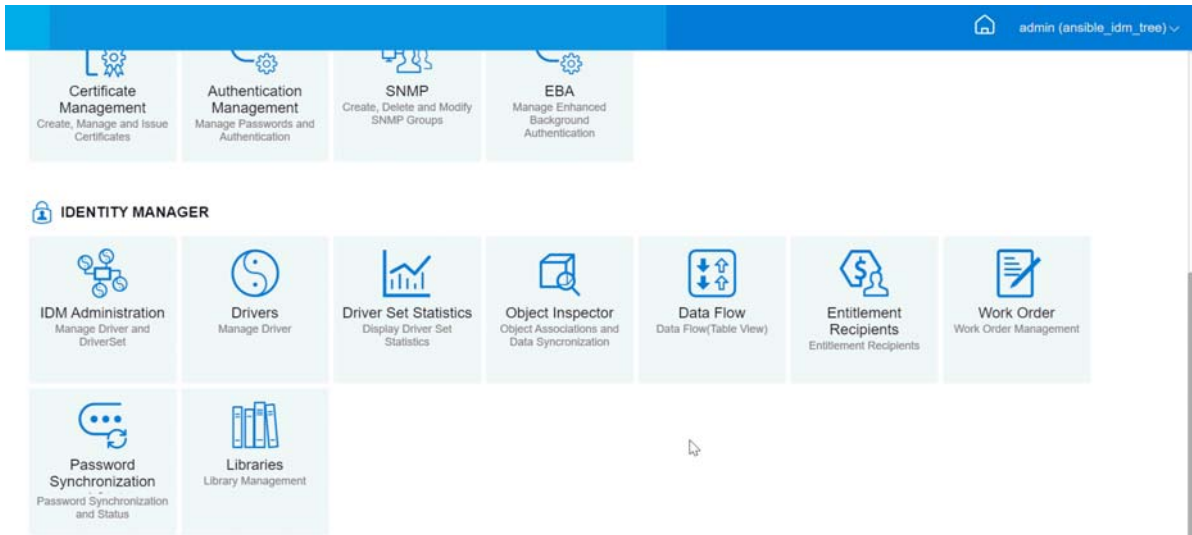 admin (ansible_idm_tree)
Certificate
Management
Create, Manage and Issue
Certificates
Authentication
Management
Manage Passwords and
Authentication
SNMP
Create, Delete and Modify
SNMP Groups
EBA
Manage Enhanced
Background
Authentication
IDENTITY MANAGER
IDM Administration
Manage Driver and
DriverSet
Drivers
Manage Driver
Driver Set Statistics
Display Driver Set
Statistics
Object Inspector
Object Associations and
Data Syncronization
Data Flow
Data Flow(Table View)
Entitlement
Recipients
Entitlement Recipients
Work Order
Work Order Management
Password
Synchronization
Password Synchronization
and Status
Libraries
Library Management